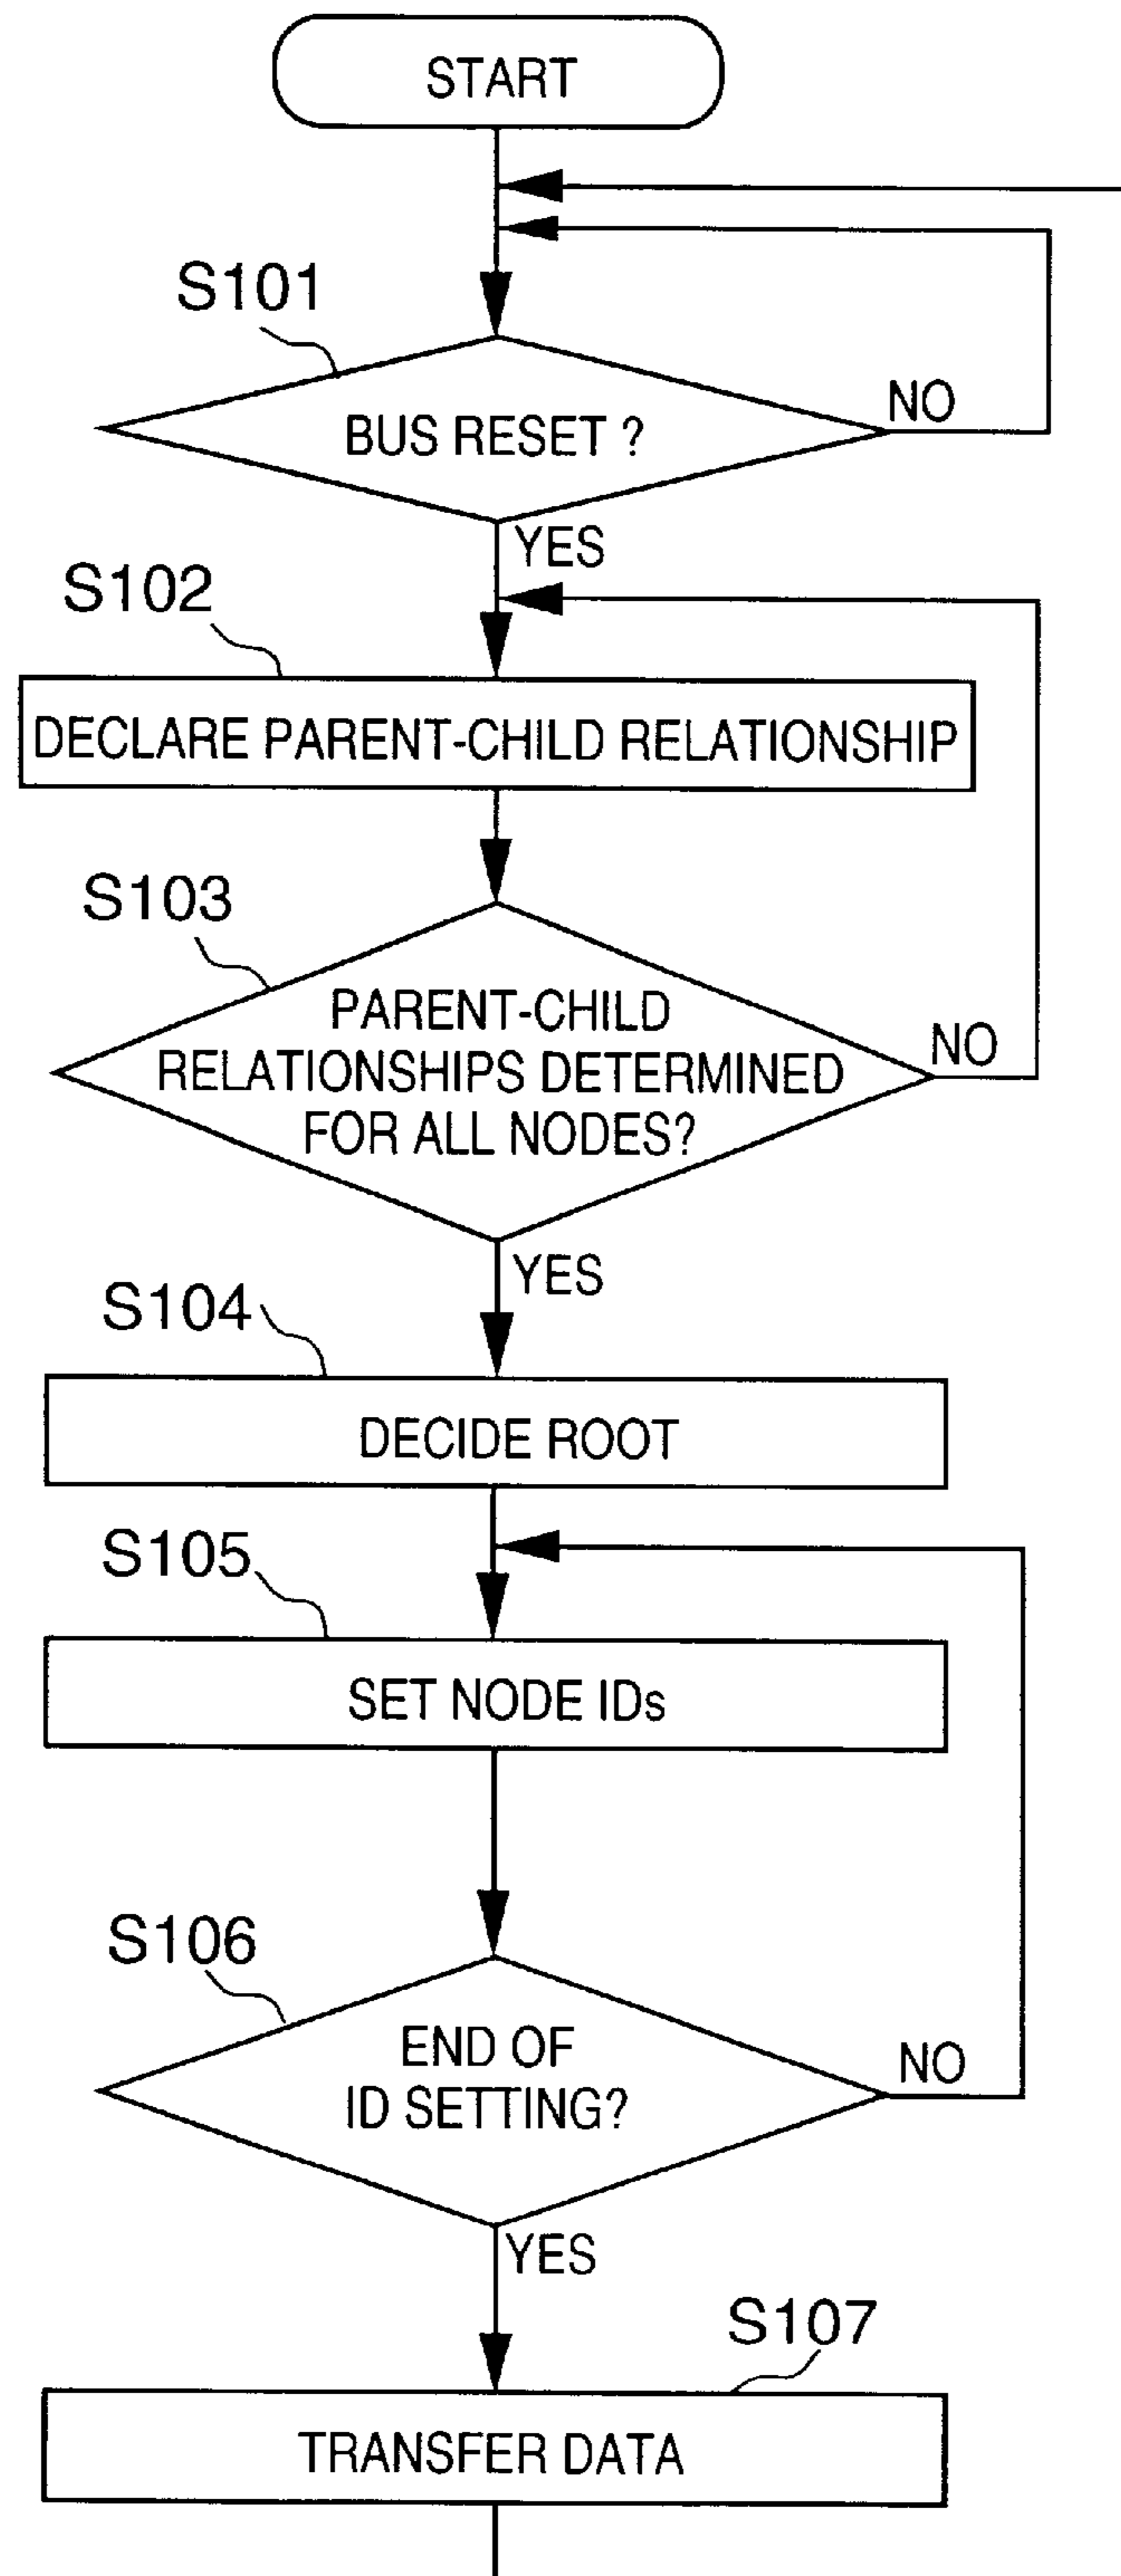 START
S101
BUS RESET ?
NO
YES
S102
DECLARE PARENT-CHILD RELATIONSHIP
S103
PARENT-CHILD
RELATIONSHIPS DETERMINED
FOR ALL NODES?
NO
YES
S104
DECIDE ROOT
S105
SET NODE IDs
S106
END OF
ID SETTING?
NO
YES
S107
TRANSFER DATA